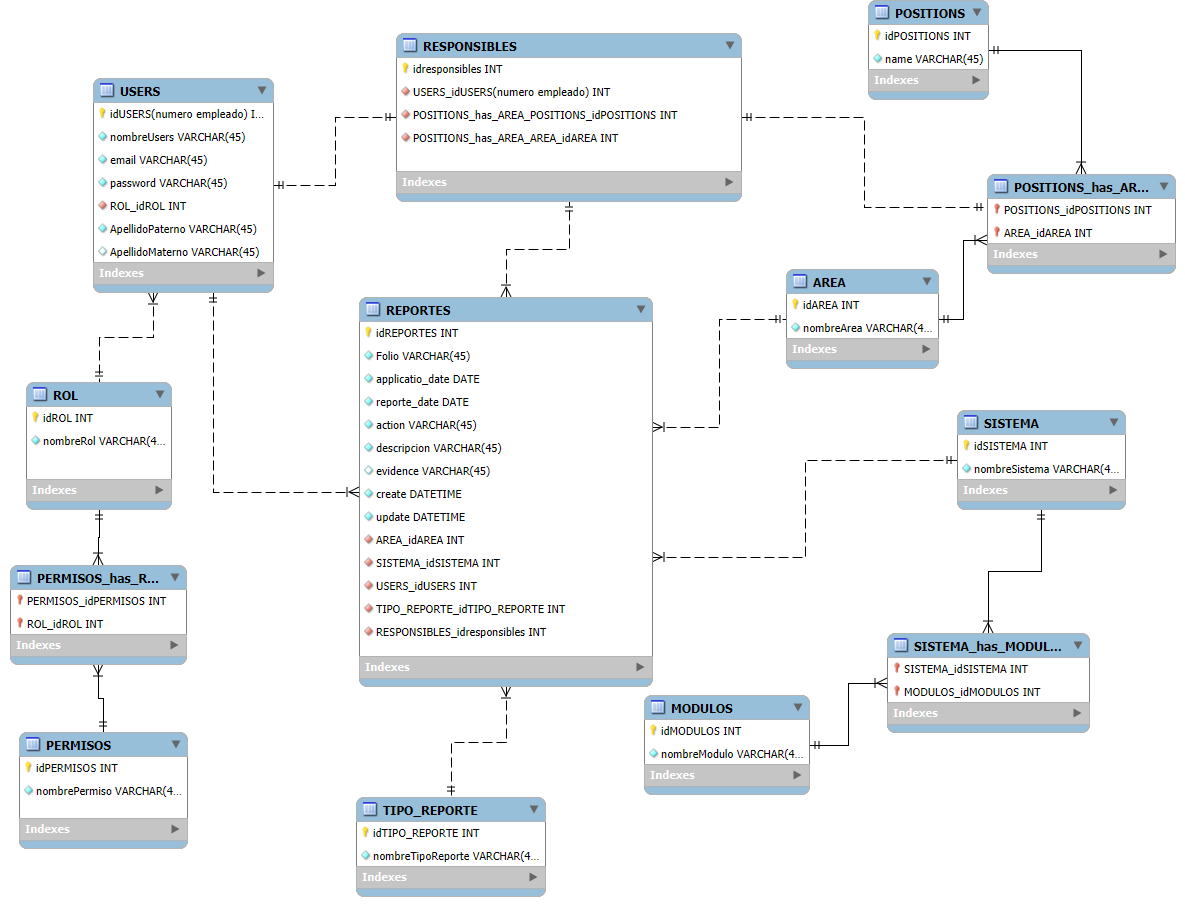 POSITIONS
idPOSITIONS INT
name VARCHAR(45)
Indexes
RESPONSIBLES
idresponsibles INT
USERS_idUSERS(numero empleado) INT
POSITIONS_has_AREA_POSITIONS_idPOSITIONS INT
POSITIONS_has_AREA_AREA_idAREA INT
Indexes
USERS
idUSERS(numero empleado) I...
nombreUsers VARCHAR(45)
email VARCHAR(45)
password VARCHAR(45)
ROL_idROL INT
ApellidoPaterno VARCHAR(45)
ApellidoMaterno VARCHAR(45)
Indexes
POSITIONS_has_AR...
POSITIONS_idPOSITIONS INT
AREA_idAREA INT
Indexes
AREA
idAREA INT
nombreArea VARCHAR(4...
Indexes
REPORTES
idREPORTES INT
Folio VARCHAR(45)
applicatio_date DATE
reporte_date DATE
action VARCHAR(45)
descripcion VARCHAR(45)
evidence VARCHAR(45)
create DATETIME
update DATETIME
AREA_idAREA INT
SISTEMA_idSISTEMA INT
USERS_idUSERS INT
TIPO_REPORTE_idTIPO_REPORTE INT
RESPONSIBLES_idresponsibles INT
Indexes
ROL
idROL INT
nombreRol VARCHAR(4...
Indexes
SISTEMA
idSISTEMA INT
nombreSistema VARCHAR(4...
Indexes
PERMISOS_has_R...
PERMISOS_idPERMISOS INT
ROL_idROL INT
Indexes
SISTEMA_has_MODUL...
SISTEMA_idSISTEMA INT
MODULOS_idMODULOS INT
Indexes
MODULOS
idMODULOS INT
nombreModulo VARCHAR(4...
Indexes
PERMISOS
idPERMISOS INT
nombrePermiso VARCHAR(4...
Indexes
TIPO_REPORTE
idTIPO_REPORTE INT
nombreTipoReporte VARCHAR(4...
Indexes